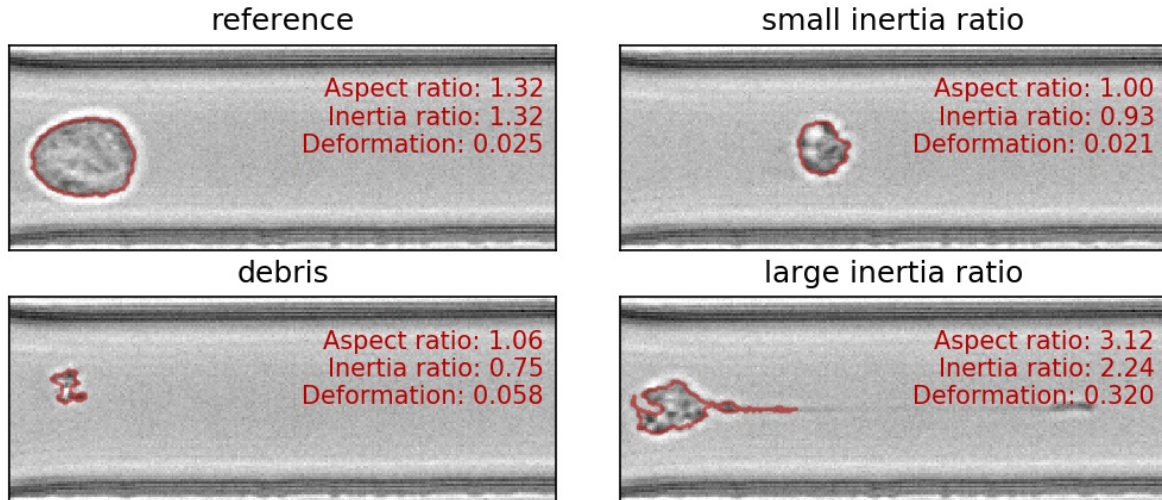 reference
Aspect ratio: 1.32
Inertia ratio: 1.32
Deformation: 0.025
small inertia ratio
Aspect ratio: 1.00
Inertia ratio: 0.93
Deformation: 0.021
debris
Aspect ratio: 1.06
Inertia ratio: 0.75
Deformation: 0.058
large inertia ratio
Aspect ratio: 3.12
Inertia ratio: 2.24
Deformation: 0.320